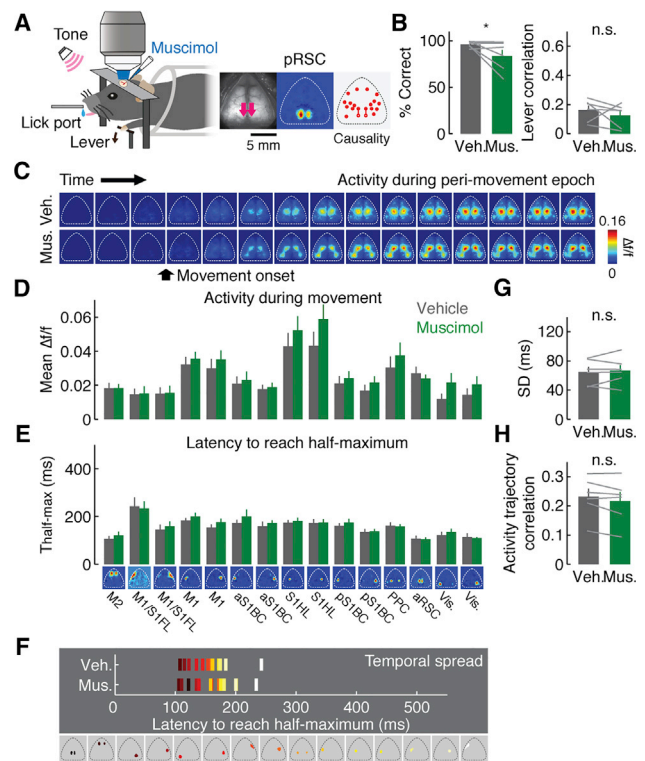 A
Tone
Muscimol
Lick port
Lever
pRSC
5 mm
Causality
B
*
100
50
0
% Correct
Veh. Mus.
n.s.
0.6
0.4
0.2
0
Lever correlation
Veh. Mus.
C
Time
Activity during peri-movement epoch
Veh.
Mus.
0.16
0
Δf/f
Movement onset
D
Activity during movement
Vehicle
Muscimol
0.06
0.04
0.02
0
Mean Δf/f
E
Latency to reach half-maximum
400
200
0
Thalf-max (ms)
M2
M1/S1FL
M1/S1FL
M1
M1
aS1BC
aS1BC
S1HL
S1HL
pS1BC
pS1BC
PPC
aRSC
Vis.
Vis.
F
Veh.
Mus.
Temporal spread
0 100 200 300 400 500
Latency to reach half-maximum (ms)
G
n.s.
120
80
40
0
SD (ms)
Veh. Mus.
H
n.s.
0.3
0.2
0.1
0
Activity trajectory
correlation
Veh. Mus.